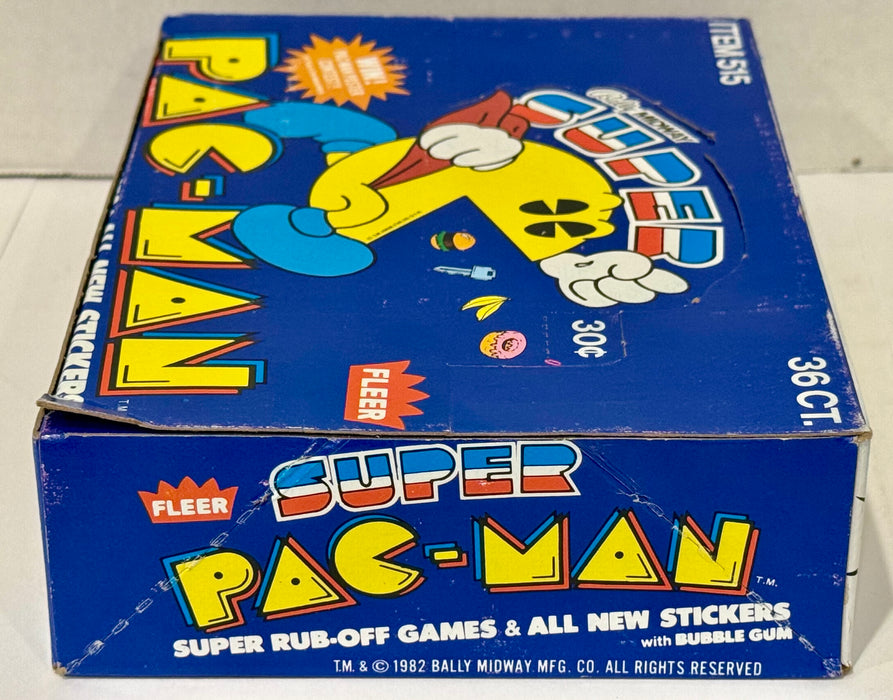 ITEM 515
Bally MIDWAY
SUPER
PAC-MAN
T.M.
WIN!
ALL NEW STICKERS
30¢
FLEER
36 CT.
FLEER
SUPER
PAC-MAN
T.M.
SUPER RUB-OFF GAMES & ALL NEW STICKERS
with BUBBLE GUM
T.M. & © 1982 BALLY MIDWAY MFG. CO. ALL RIGHTS RESERVED